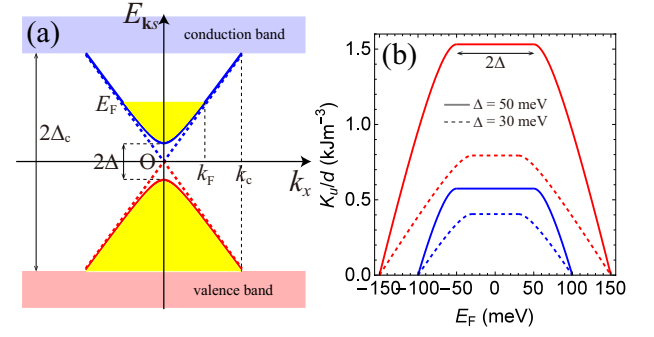 (a)
E_ks
conduction band
E_F
2Δ_c
2Δ
O
k_F
k_c
k_x
valence band
(b)
K_u/d (kJm⁻³)
1.5
1.0
0.5
0.0
2Δ
Δ = 50 meV
Δ = 30 meV
-150 -100 -50 0 50 100 150
E_F (meV)